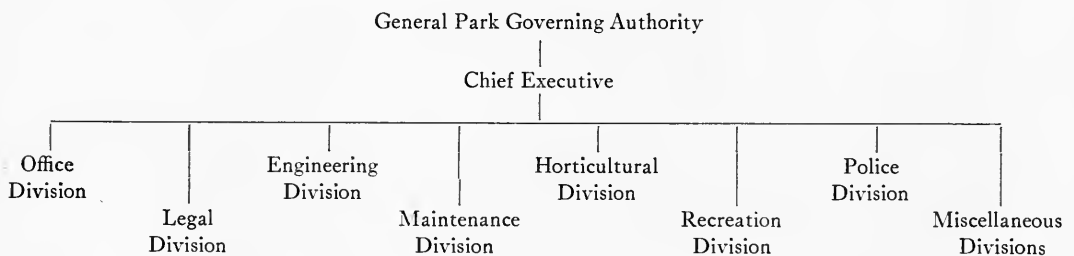 General Park Governing Authority
Chief Executive
Office
Division
Legal
Division
Engineering
Division
Maintenance
Division
Horticultural
Division
Recreation
Division
Police
Division
Miscellaneous
Divisions